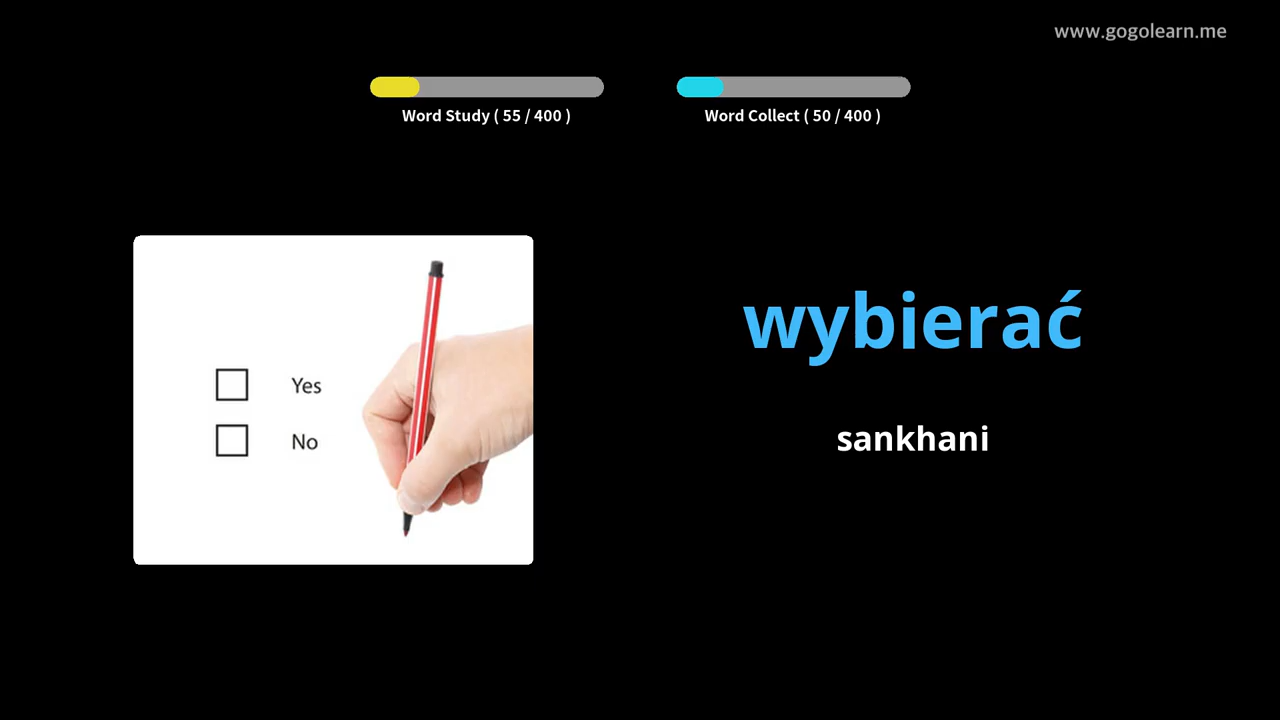 www.gogolearn.me
Word Study ( 55 / 400 )
Word Collect ( 50 / 400 )
Yes
No
wybierać
sankhani